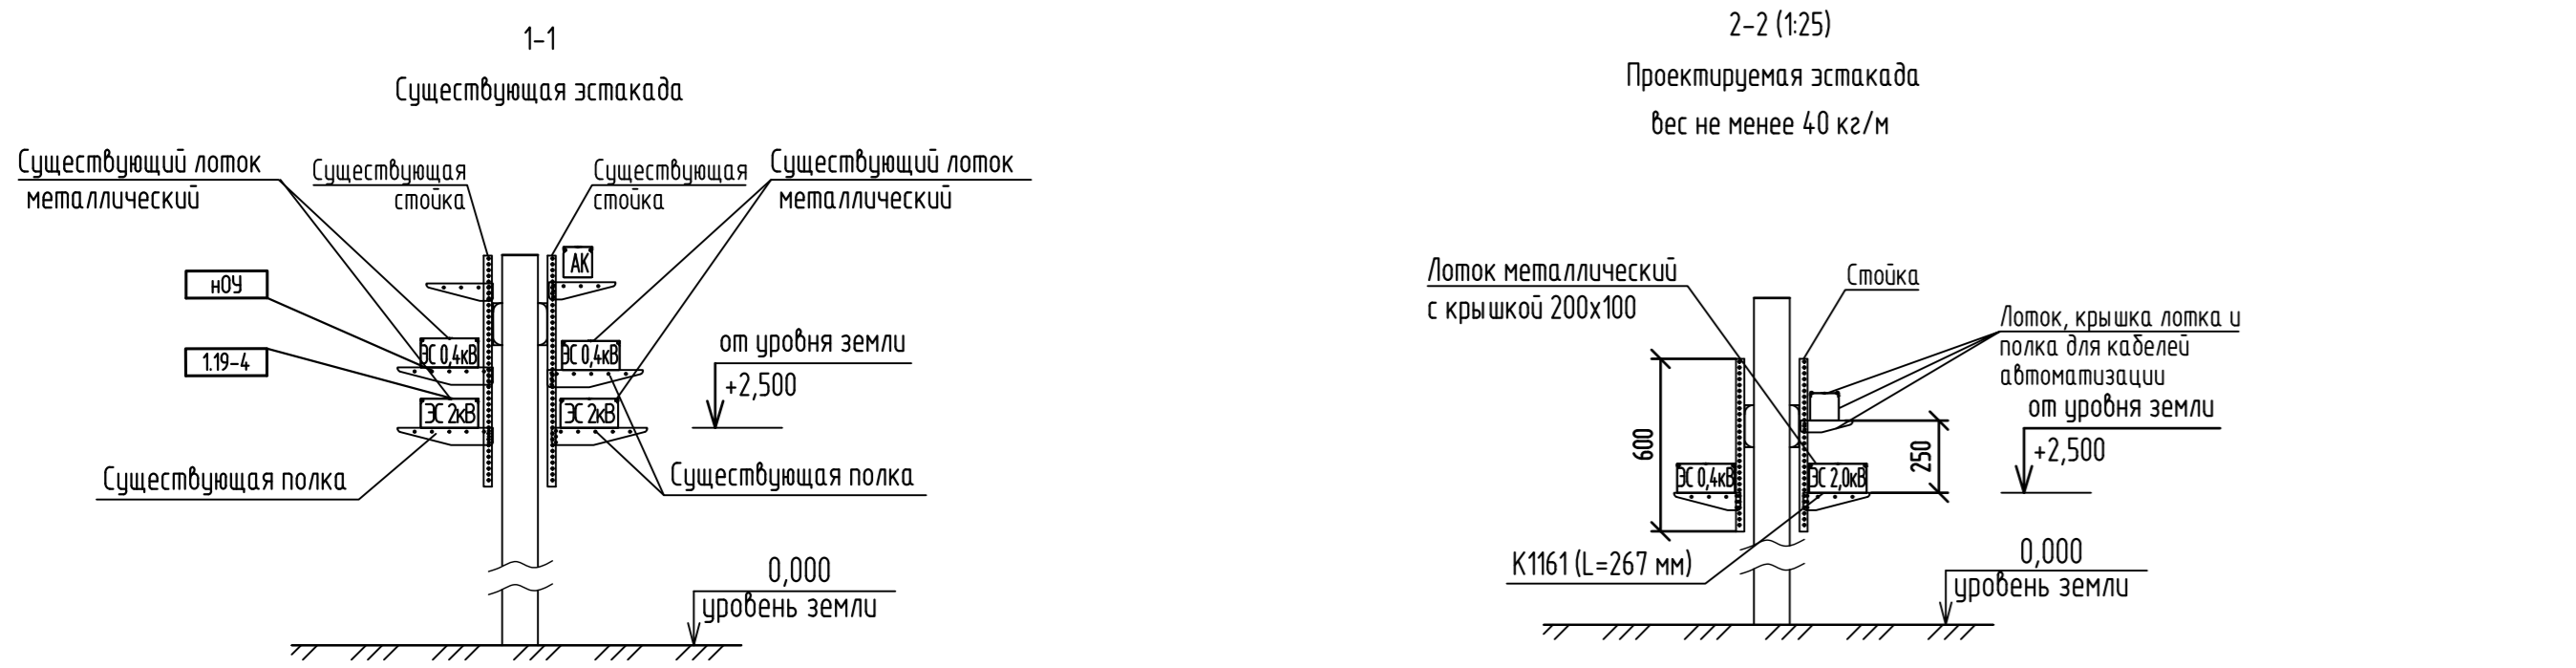 1-1
Существующая эстакада
Существующий лоток
металлический
Существующая
стойка
Существующая
стойка
Существующий лоток
металлический
АК
нОУ
1.19-4
ЭС 0,4кВ
ЭС 0,4кВ
ЭС 2кВ
ЭС 2кВ
от уровня земли
+2,500
Существующая полка
Существующая полка
0,000
уровень земли
2-2 (1:25)
Проектируемая эстакада
вес не менее 40 кг/м
Лоток металлический
с крышкой 200х100
Стойка
Лоток, крышка лотка и
полка для кабелей
автоматизации
от уровня земли
+2,500
600
250
ЭС 0,4кВ
ЭС 2,0кВ
К1161 (L=267 мм)
0,000
уровень земли